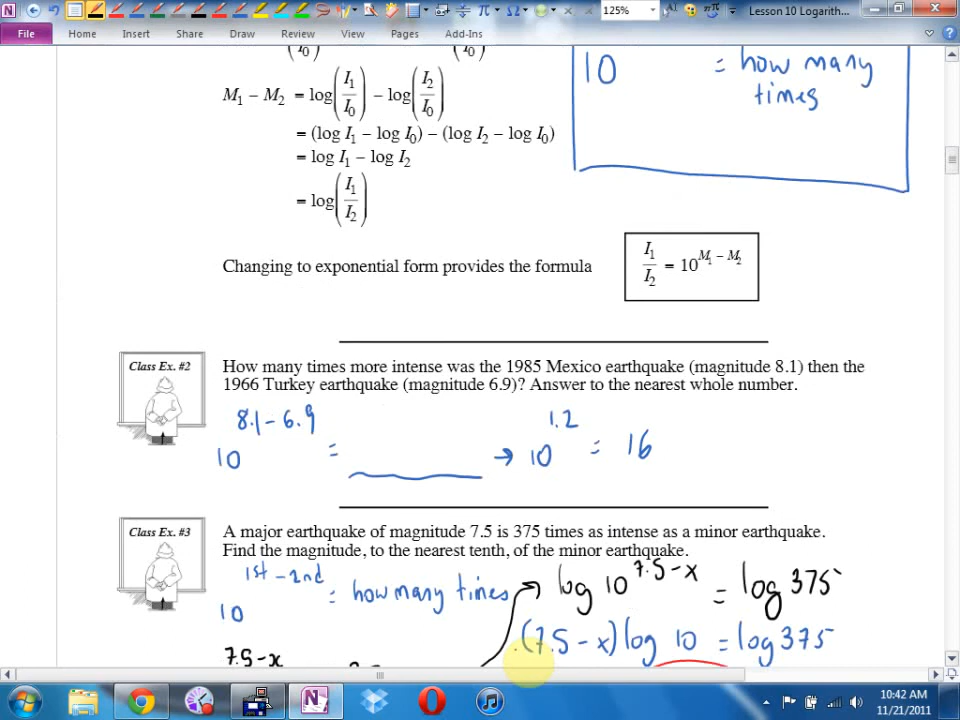 125%
Lesson 10 Logarith...
File Home Insert Share Draw Review View Pages Add-Ins
(I0) (I0)
10 = how many
times
M1 − M2 = log(I1/I0) − log(I2/I0)
= (log I1 − log I0) − (log I2 − log I0)
= log I1 − log I2
= log(I1/I2)
Changing to exponential form provides the formula
I1/I2 = 10^M1 − M2
Class Ex. #2
How many times more intense was the 1985 Mexico earthquake (magnitude 8.1) then the
1966 Turkey earthquake (magnitude 6.9)? Answer to the nearest whole number.
10^8.1 − 6.9 = ______ → 10^1.2 = 16
Class Ex. #3
A major earthquake of magnitude 7.5 is 375 times as intense as a minor earthquake.
Find the magnitude, to the nearest tenth, of the minor earthquake.
10^1st − 2nd = how many times
log 10^7.5 − x = log 375
(7.5 − x) log 10 = log 375
7.5 − x
10:42 AM
11/21/2011